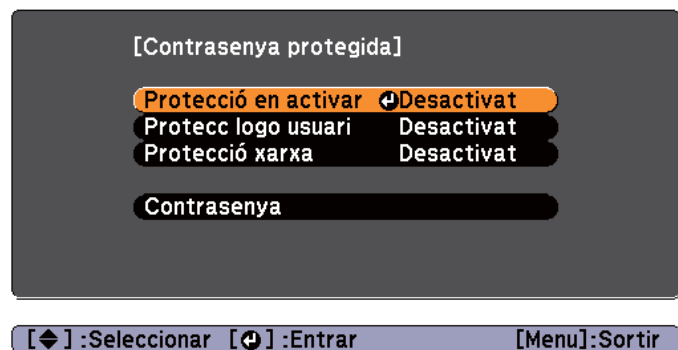 [Contrasenya protegida]
Protecció en activar Desactivat
Protecc logo usuari Desactivat
Protecció xarxa Desactivat
Contrasenya
[◆] :Seleccionar [↵] :Entrar [Menu]:Sortir